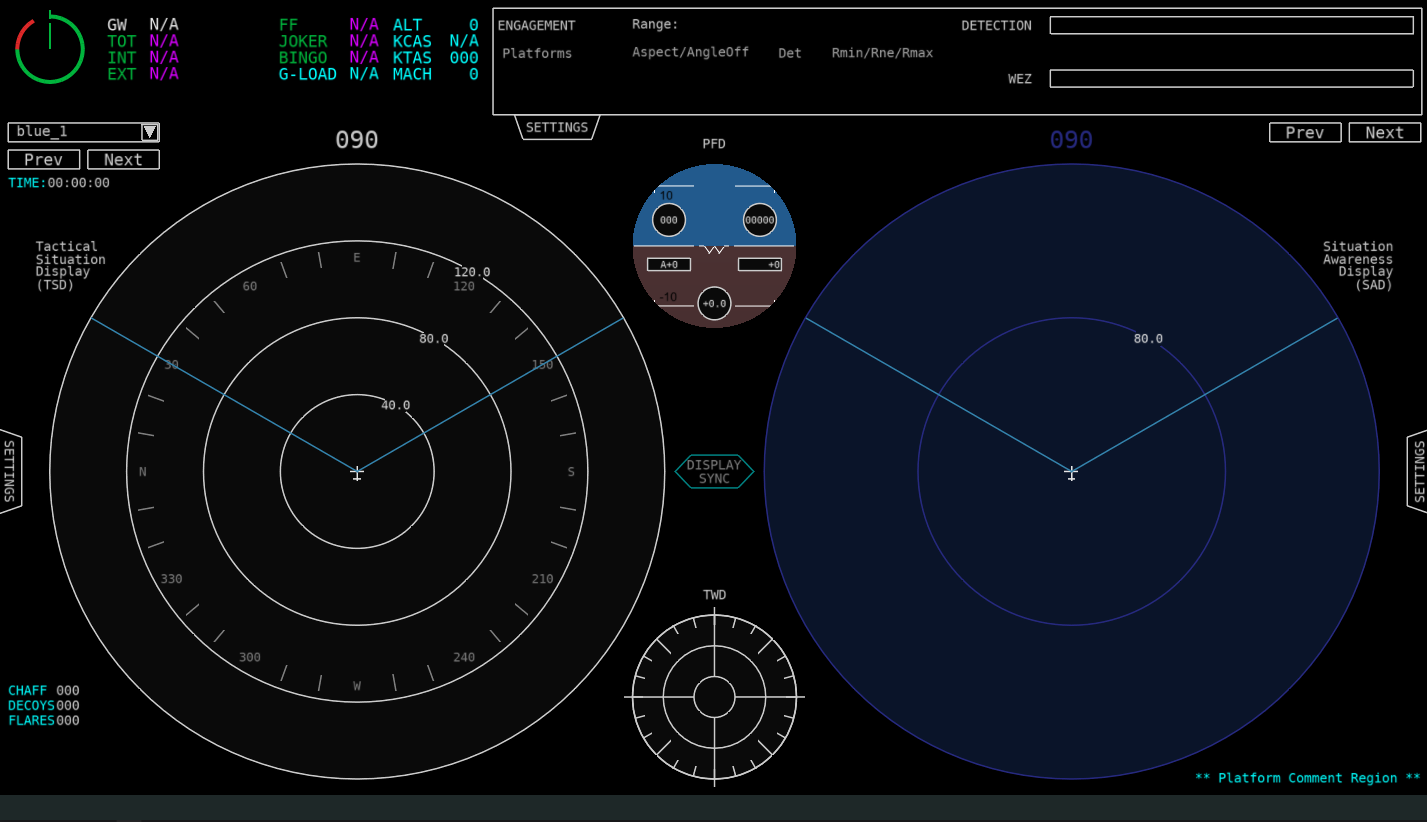 GW N/A
TOT N/A
INT N/A
EXT N/A
FF N/A ALT 0
JOKER N/A KCAS N/A
BINGO N/A KTAS 000
G-LOAD N/A MACH 0
ENGAGEMENT Range: DETECTION
Platforms Aspect/AngleOff Det Rmin/Rne/Rmax
WEZ
SETTINGS
blue_1
Prev Next
TIME:00:00:00
090
PFD
090
Prev Next
Tactical
Situation
Display
(TSD)
E
120.0
60
120
80.0
30
150
40.0
N
S
330
210
300
240
W
SETTINGS
10
000
00000
A+0
+0
-10
+0.0
DISPLAY
SYNC
TWD
Situation
Awareness
Display
(SAD)
80.0
SETTINGS
CHAFF 000
DECOYS 000
FLARES 000
** Platform Comment Region **